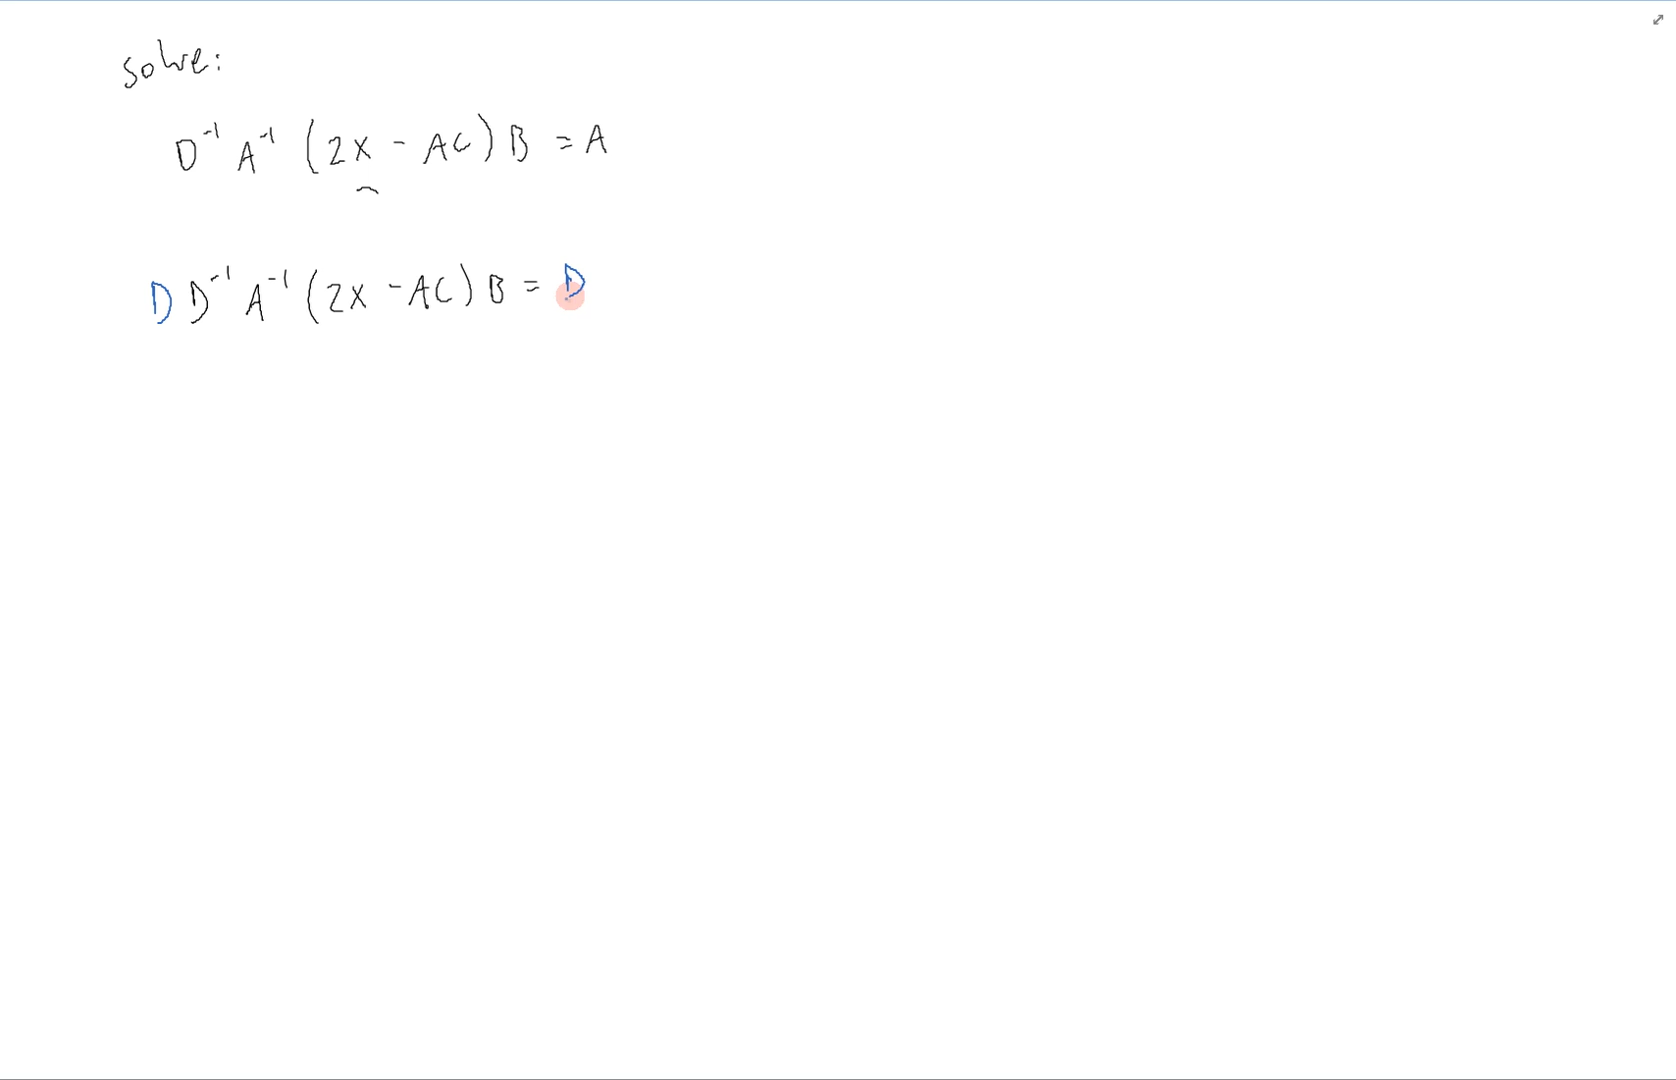 Solve:
D⁻¹ A⁻¹ (2X - AC) B = A
D D⁻¹ A⁻¹ (2X - AC) B = D